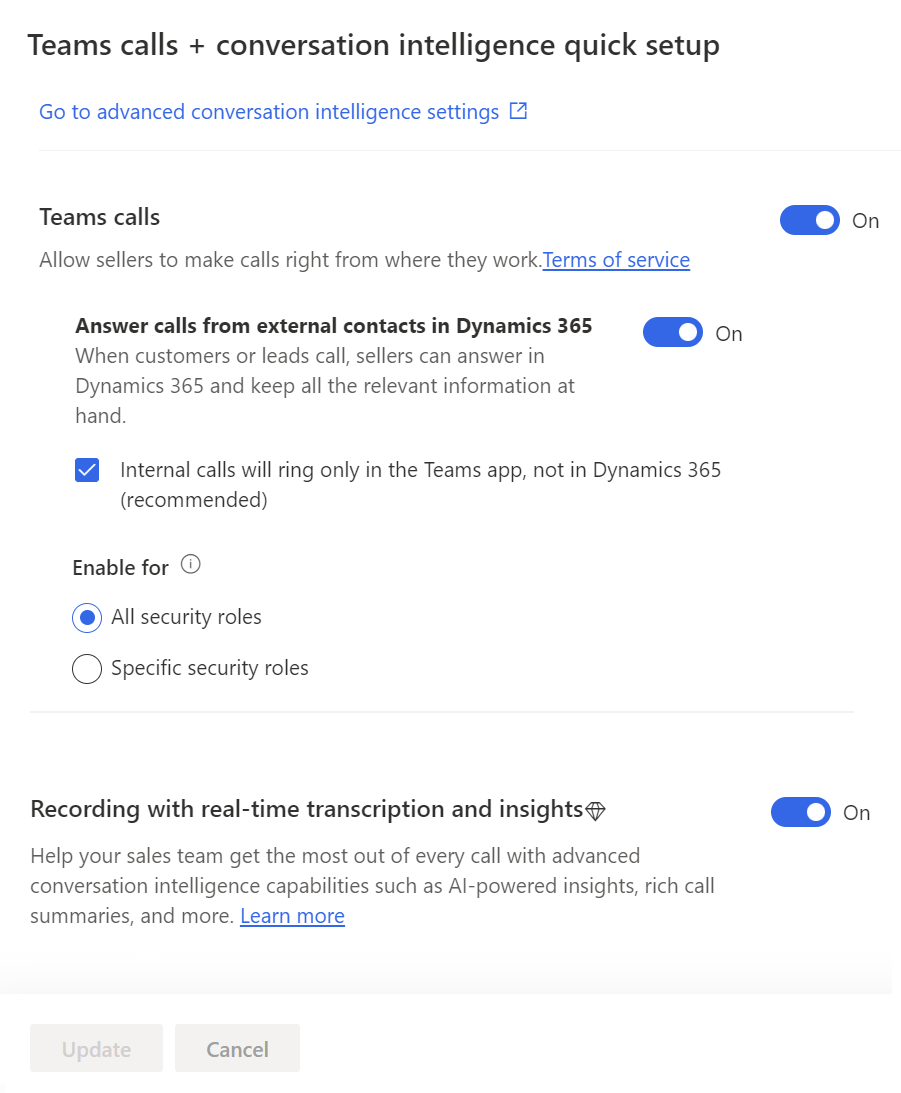 Teams calls + conversation intelligence quick setup
Go to advanced conversation intelligence settings
Teams calls
On
Allow sellers to make calls right from where they work.Terms of service
Answer calls from external contacts in Dynamics 365
On
When customers or leads call, sellers can answer in
Dynamics 365 and keep all the relevant information at
hand.
Internal calls will ring only in the Teams app, not in Dynamics 365
(recommended)
Enable for
All security roles
Specific security roles
Recording with real-time transcription and insights
On
Help your sales team get the most out of every call with advanced
conversation intelligence capabilities such as AI-powered insights, rich call
summaries, and more. Learn more
Update
Cancel